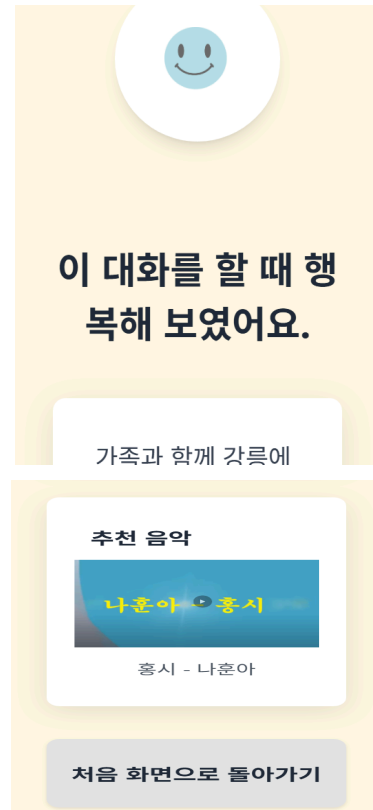 이 대화를 할 때 행
복해 보였어요.
가족과 함께 강릉에
추천 음악
나훈아 - 홍시
홍시 - 나훈아
처음 화면으로 돌아가기